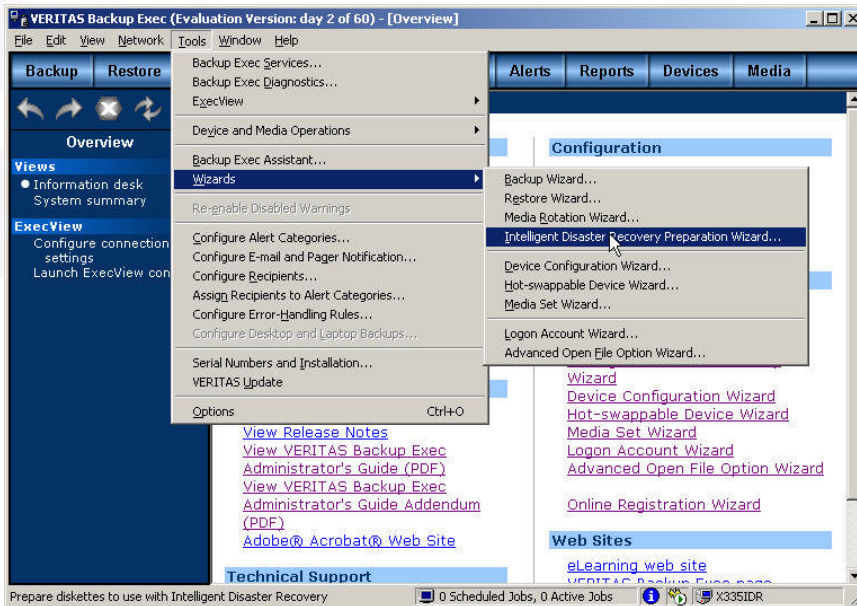 VERITAS Backup Exec (Evaluation Version: day 2 of 60) - [Overview]
File Edit View Network Tools Window Help
Backup Restore Alerts Reports Devices Media
Overview
Views
Information desk
System summary
ExecView
Configure connection
settings
Launch ExecView con
Backup Exec Services...
Backup Exec Diagnostics...
ExecView
Device and Media Operations
Backup Exec Assistant...
Wizards
Re-enable Disabled Warnings
Configure Alert Categories...
Configure E-mail and Pager Notification...
Configure Recipients...
Assign Recipients to Alert Categories...
Configure Error-Handling Rules...
Configure Desktop and Laptop Backups...
Serial Numbers and Installation...
VERITAS Update
Options Ctrl+O
Backup Wizard...
Restore Wizard...
Media Rotation Wizard...
Intelligent Disaster Recovery Preparation Wizard...
Device Configuration Wizard...
Hot-swappable Device Wizard...
Media Set Wizard...
Logon Account Wizard...
Advanced Open File Option Wizard...
View Release Notes
View VERITAS Backup Exec
Administrator's Guide (PDF)
View VERITAS Backup Exec
Administrator's Guide Addendum
(PDF)
Adobe® Acrobat® Web Site
Technical Support
Configuration
Wizard
Device Configuration Wizard
Hot-swappable Device Wizard
Media Set Wizard
Logon Account Wizard
Advanced Open File Option Wizard
Online Registration Wizard
Web Sites
eLearning web site
VERITAS Backup Exec page
Prepare diskettes to use with Intelligent Disaster Recovery 0 Scheduled Jobs, 0 Active Jobs X335IDR